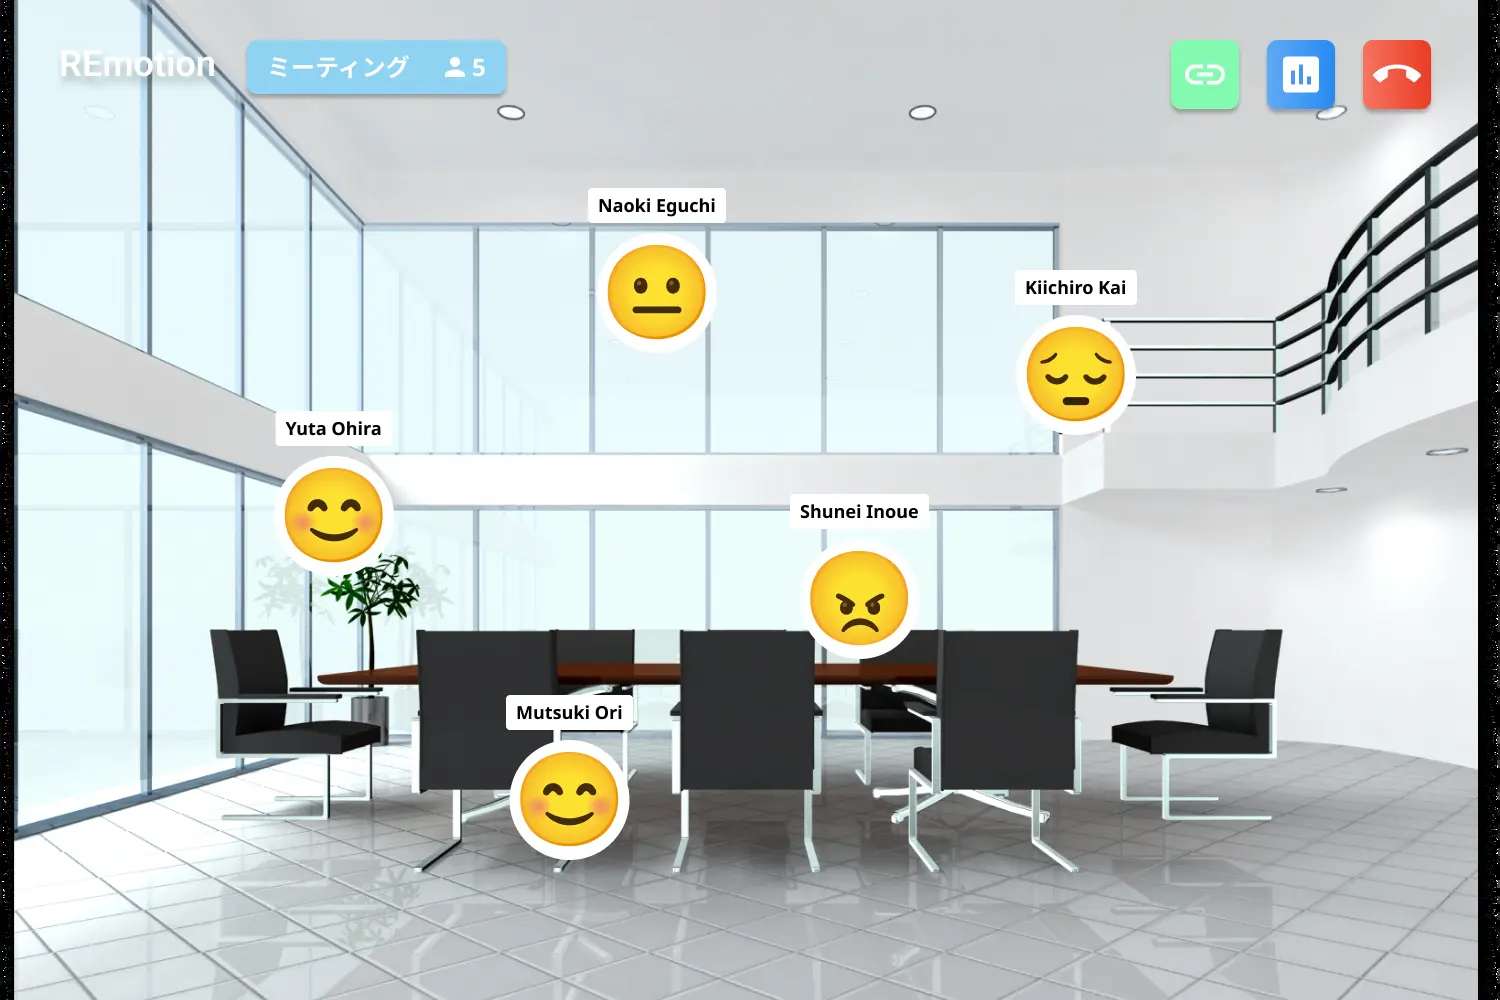 REmotion
ミーティング 5
Naoki Eguchi
Kiichiro Kai
Yuta Ohira
Shunei Inoue
Mutsuki Ori